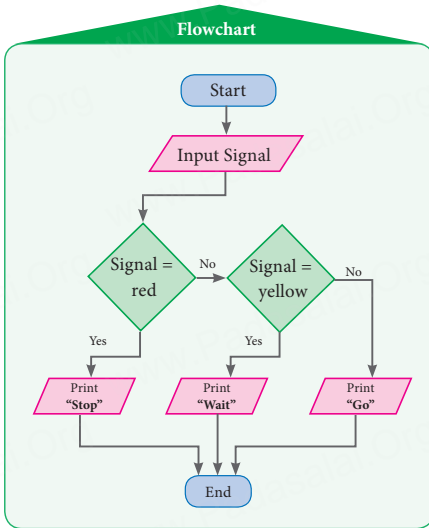 Flowchart
Start
Input Signal
Signal =
red
No
Signal =
yellow
No
Yes
Yes
Print
“Stop”
Print
“Wait”
Print
“Go”
End